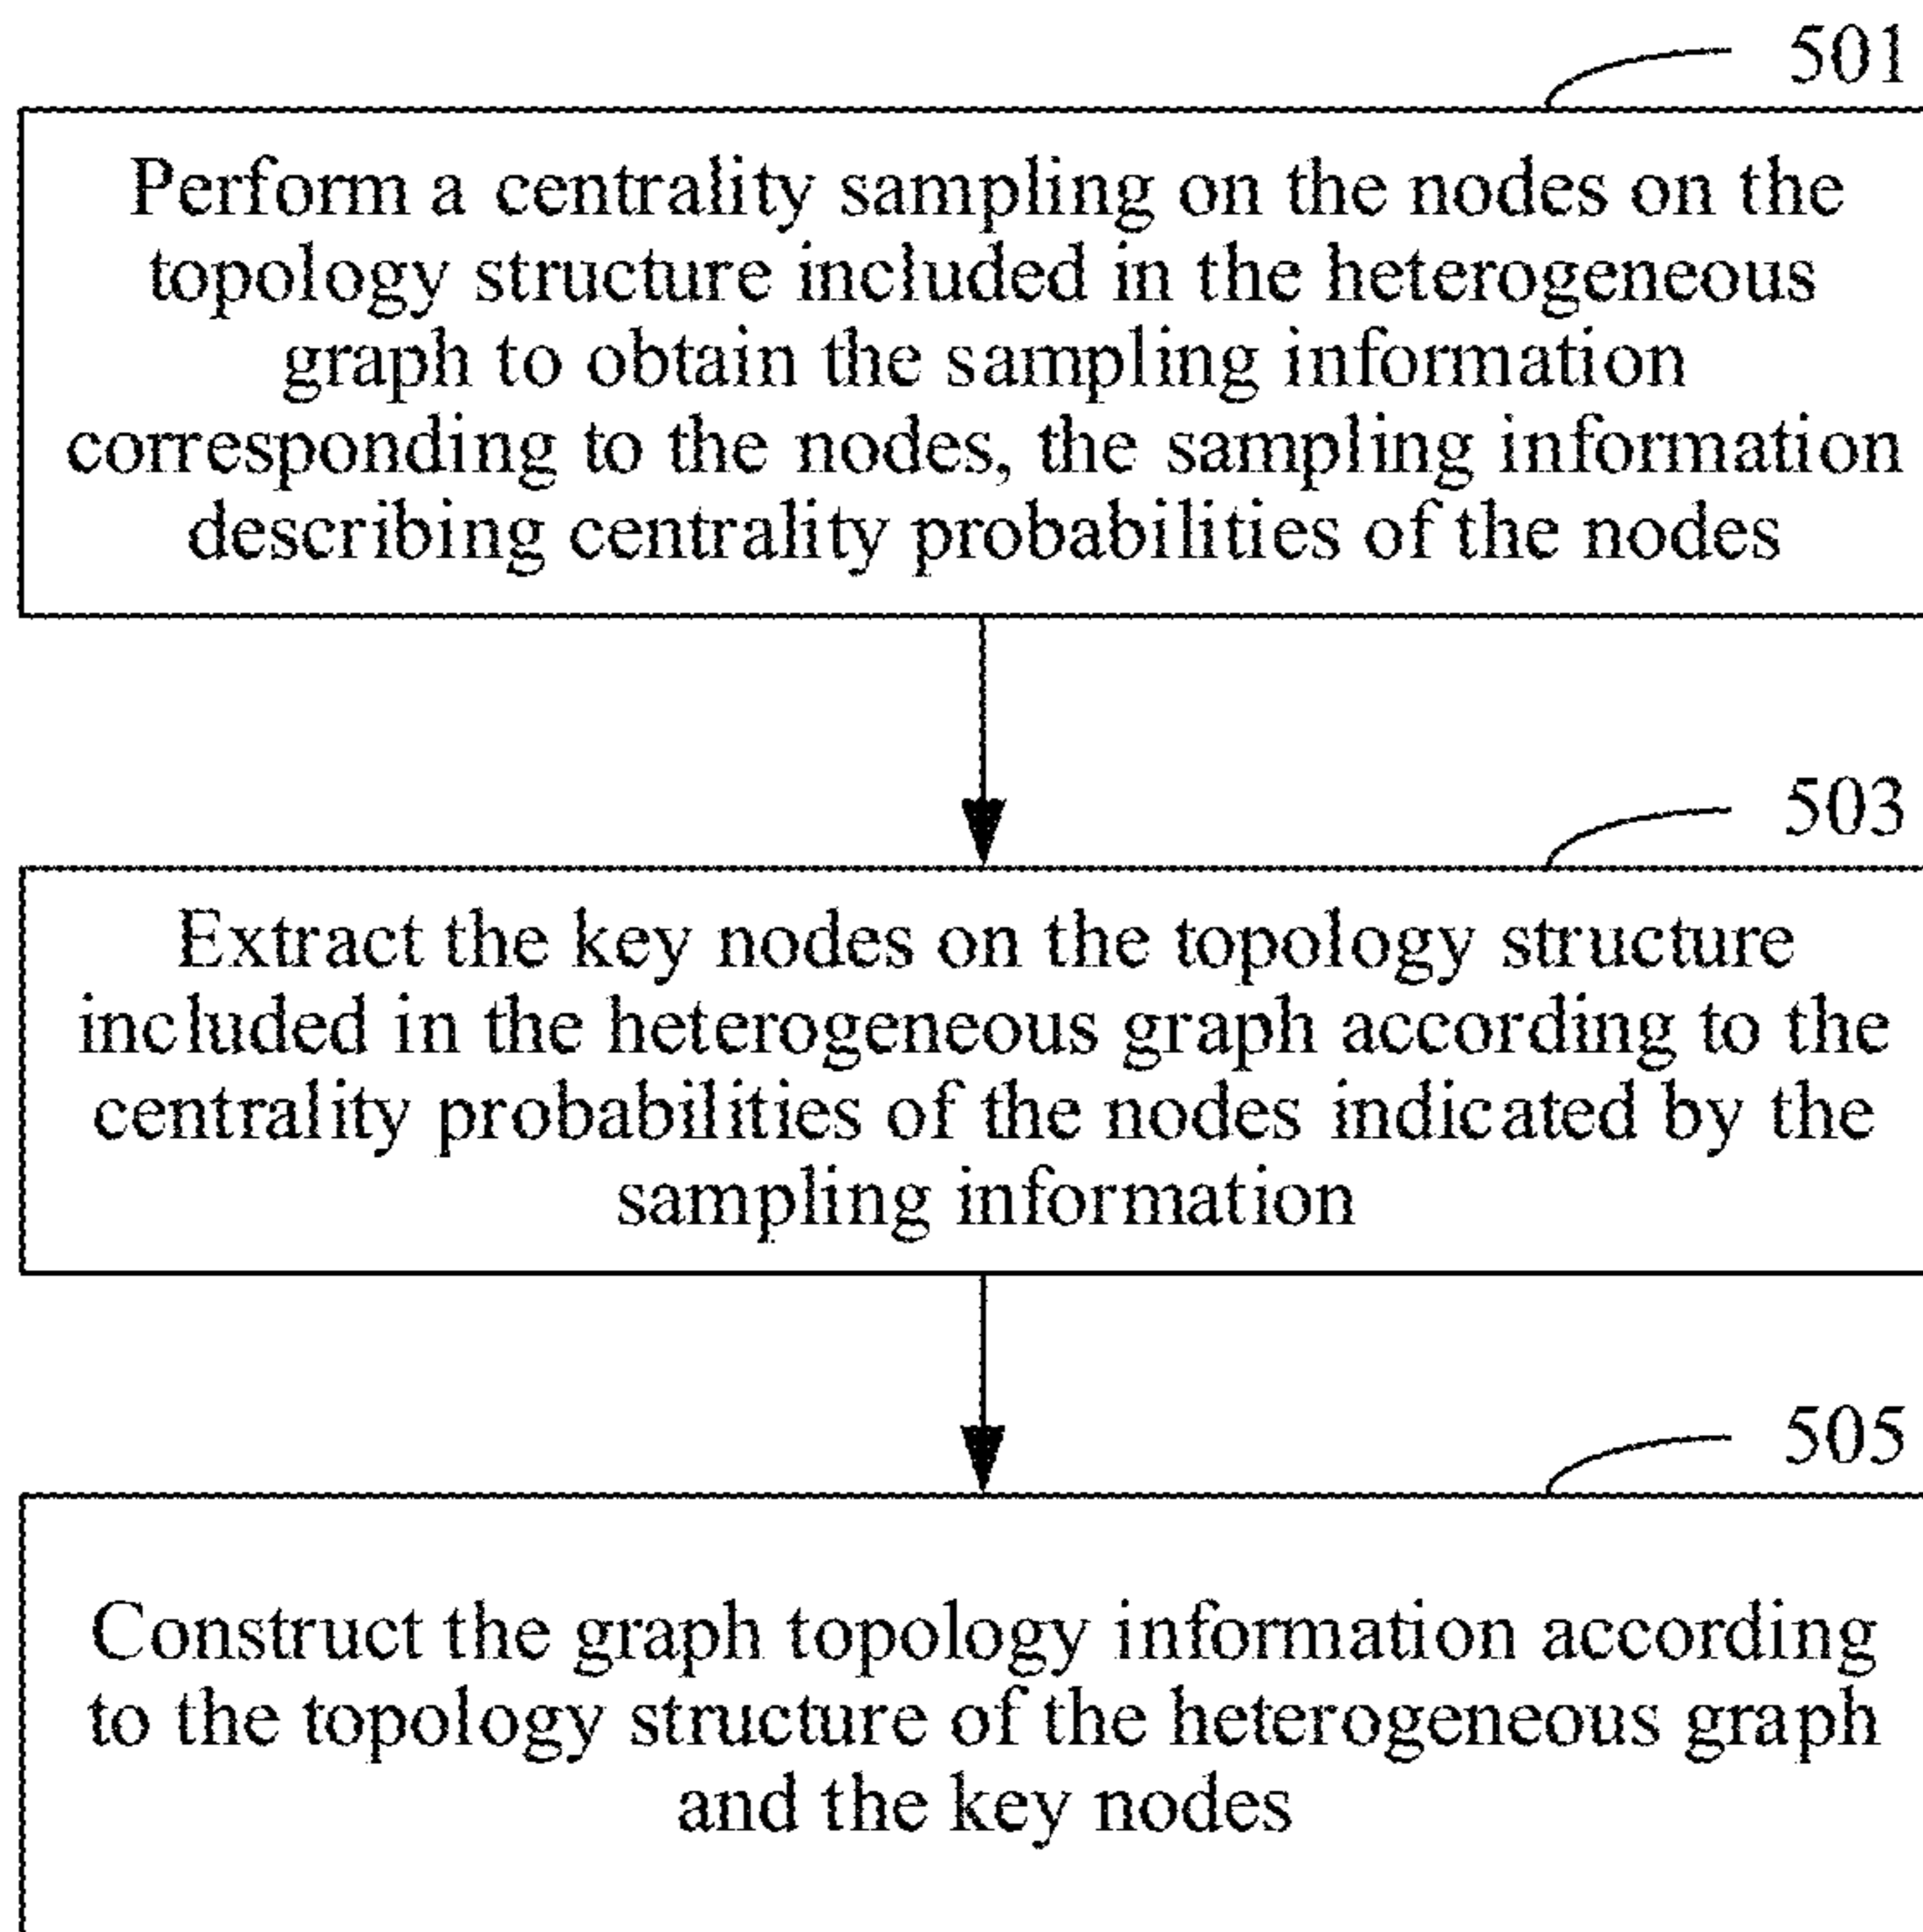 501
Perform a centrality sampling on the nodes on the
topology structure included in the heterogeneous
graph to obtain the sampling information
corresponding to the nodes, the sampling information
describing centrality probabilities of the nodes
503
Extract the key nodes on the topology structure
included in the heterogeneous graph according to the
centrality probabilities of the nodes indicated by the
sampling information
505
Construct the graph topology information according
to the topology structure of the heterogeneous graph
and the key nodes